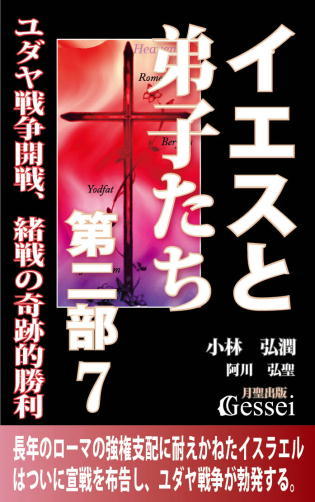 イエスと
弟子たち
第二部 7
ユダヤ戦争開戦、緒戦の奇跡的勝利
Heaven
Rome
Yodfat
小林 弘潤
阿川 弘聖
月聖出版
Gessei
長年のローマの強権支配に耐えかねたイスラエル
はついに宣戦を布告し、ユダヤ戦争が勃発する。